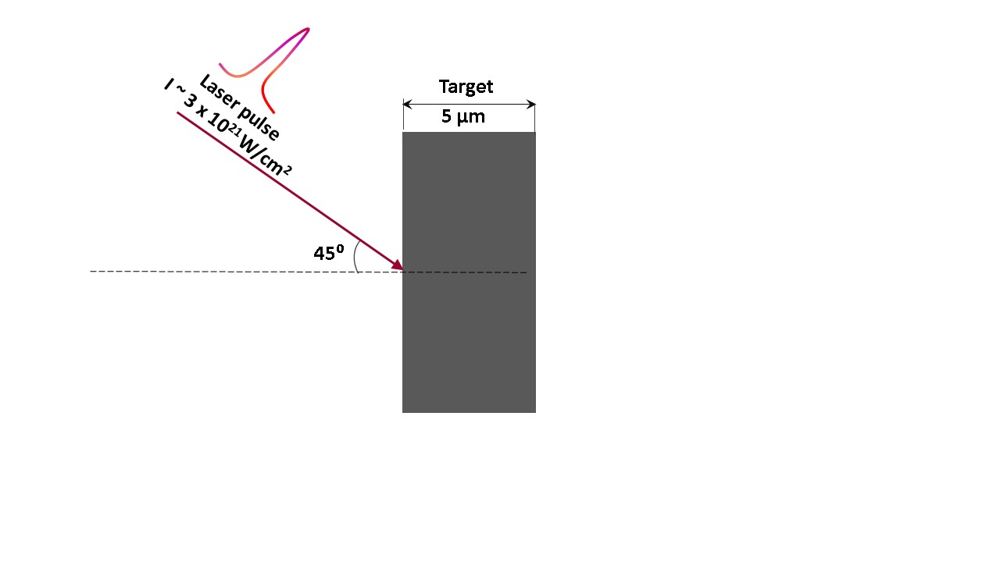 Laser pulse
I ~ 3 x 10²¹ W/cm²
Target
5 µm
45⁰